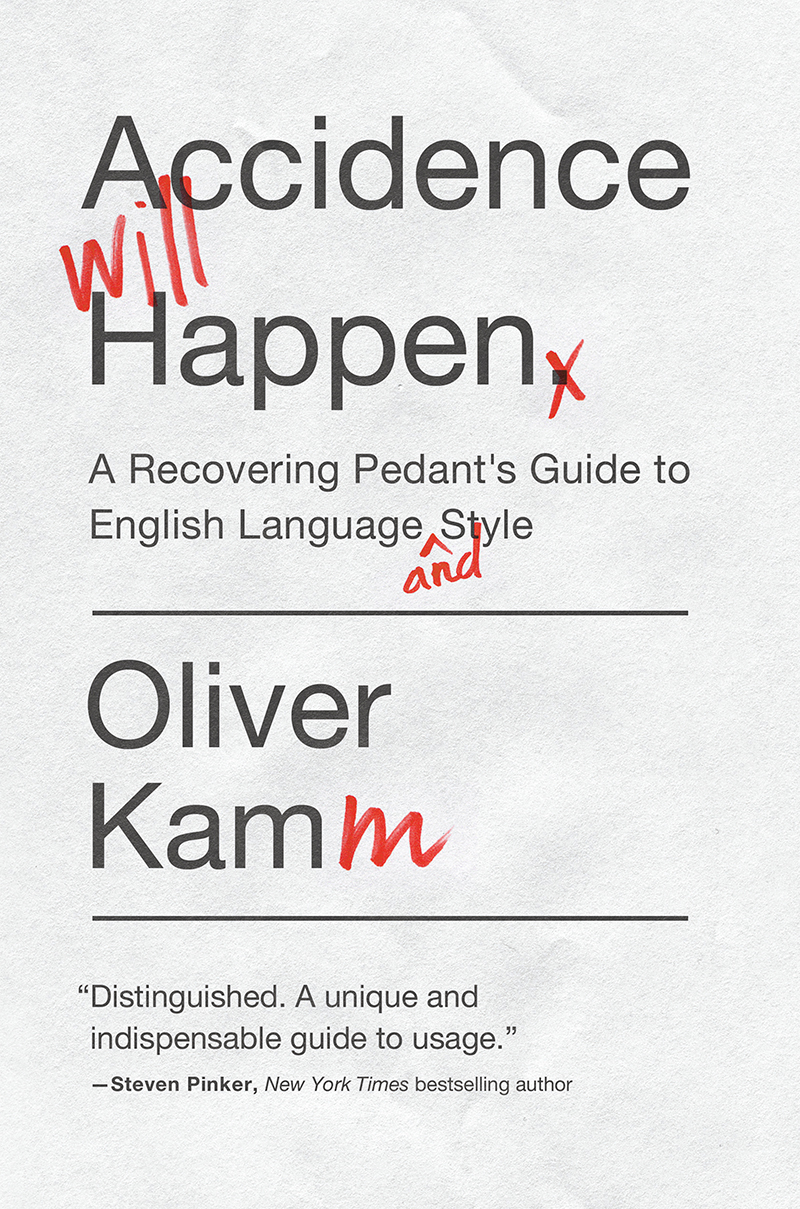 Accidence
will
Happen.x
A Recovering Pedant's Guide to
English Language ^ Style
and
Oliver
Kamm
“Distinguished. A unique and
indispensable guide to usage.”
—Steven Pinker, New York Times bestselling author